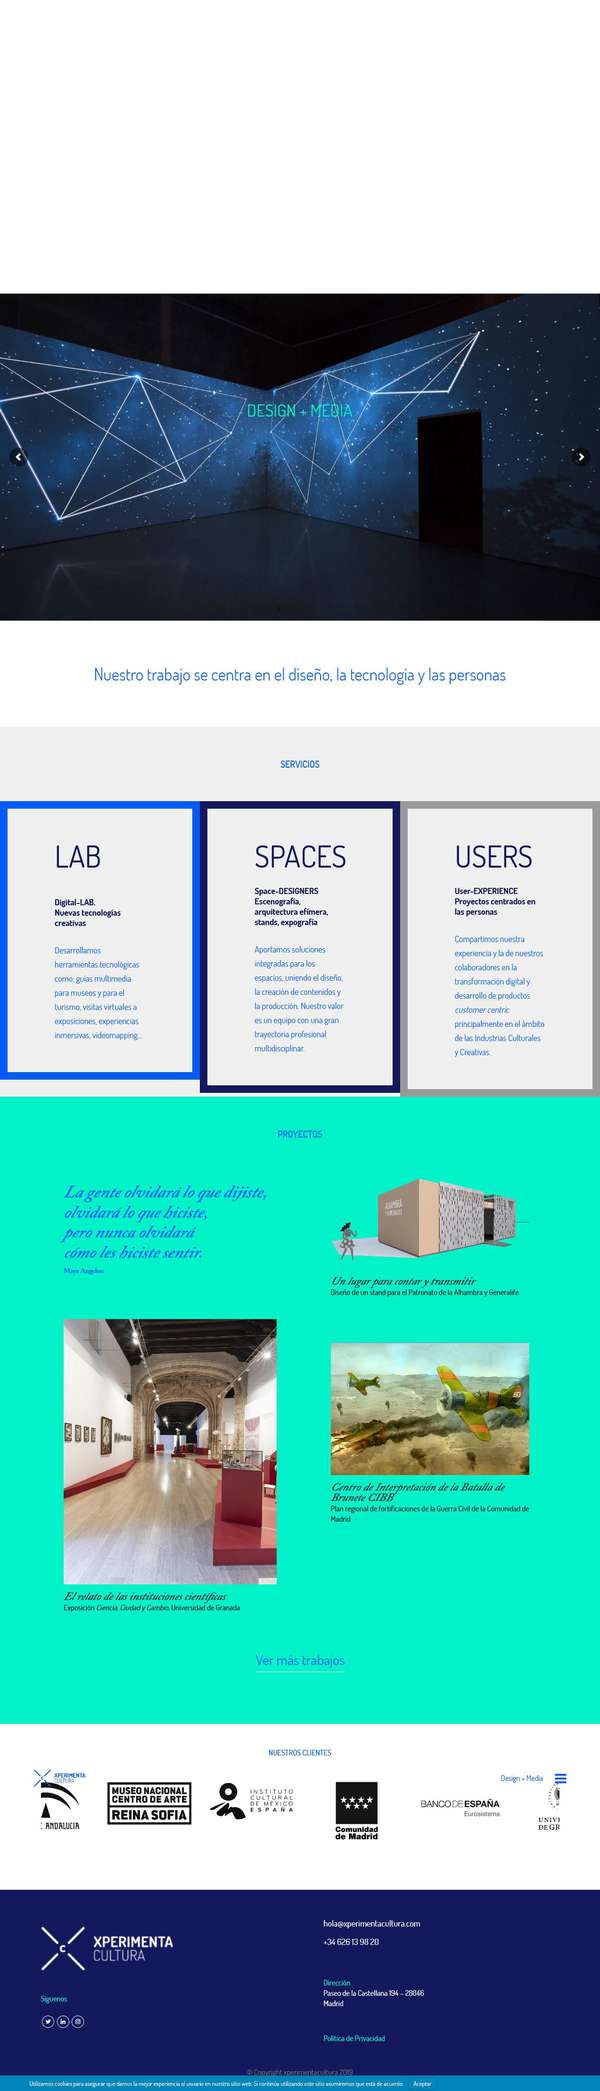 - DESIGN + MEDIA
Nuestro trabajo se centra en el diseño, la tecnología y las personas
SERVICIOS
LAB
Digital-LAB.
Nuevas tecnologías
creativas
Desarrollamos
herramientas tecnológicas
como: guías multimedia
para museos y para el
turismo, visitas virtuales a
exposiciones, experiencias
inmersivas, videomapping...
SPACES
Space-DESIGNERS
Escenografía,
arquitectura efímera,
stands, expografía
Aportamos soluciones
integradas para los
espacios, uniendo el diseño,
la creación de contenidos y
la producción. Nuestro valor
es un equipo con una gran
trayectoria profesional
multidisciplinar.
USERS
User-EXPERIENCE
Proyectos centrados en
las personas
Compartimos nuestra
experiencia y la de nuestros
colaboradores en la
transformación digital y
desarrollo de productos
customer centric
principalmente en el ámbito
de las Industrias Culturales
y Creativas.
PROYECTOS
La gente olvidará lo que dijiste,
olvidará lo que hiciste,
pero nunca olvidará
cómo les hiciste sentir.
Maya Angelou
ALHAMBRA
Un lugar para contar y transmitir
Diseño de un stand para el Patronato de la Alhambra y Generalife
Centro de Interpretación de la Batalla de
Brunete CIBB
Plan regional de fortificaciones de la Guerra Civil de la Comunidad de
Madrid
El relato de las instituciones científicas
Exposición Ciencia, Ciudad y Cambio, Universidad de Granada
Ver más trabajos
NUESTROS CLIENTES
XPERIMENTA
CULTURA
Design + Media
ANDALUCIA
MUSEO NACIONAL
CENTRO DE ARTE
REINA SOFIA
INSTITUTO
CULTURAL
DE MÉXICO
ESPAÑA
Comunidad
de Madrid
BANCODEESPAÑA
Eurosistema
UNIVI
DE GR
C
XPERIMENTA
CULTURA
Síguenos
hola@xperimentacultura.com
+34 626 13 98 20
Dirección
Paseo de la Castellana 194 – 28046
Madrid
Política de Privacidad
© Copyright xperimentacultura 2019
Utilizamos cookies para asegurar que damos la mejor experiencia al usuario en nuestro sitio web. Si continúa utilizando este sitio asumiremos que está de acuerdo. Aceptar